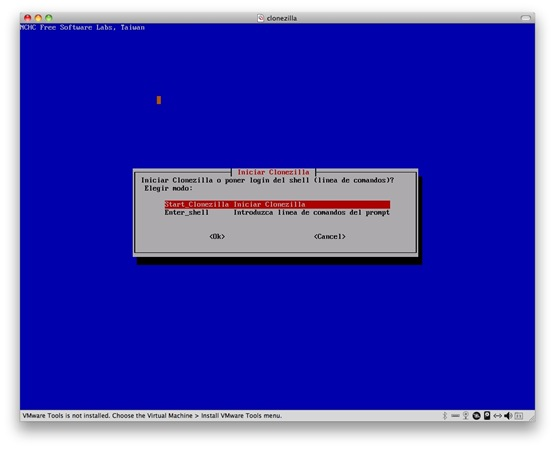 clonezilla
NCHC Free Software Labs, Taiwan
Iniciar Clonezilla
Iniciar Clonezilla o poner login del shell (linea de comandos)?
Elegir modo:
Start_Clonezilla Iniciar Clonezilla
Enter_shell Introduzca linea de comandos del prompt
<Ok> <Cancel>
VMware Tools is not installed. Choose the Virtual Machine > Install VMware Tools menu.